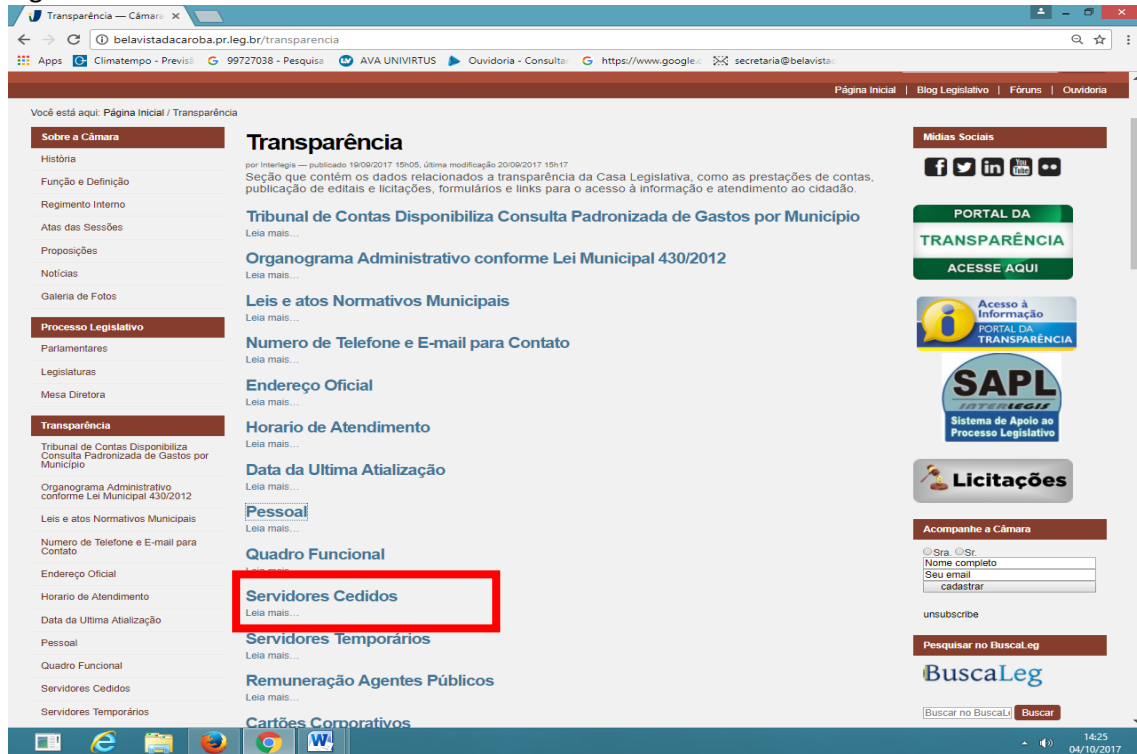 Transparência — Câmara
belavistadacaroba.pr.leg.br/transparencia
Apps Climatempo - Previsã 99727038 - Pesquisa AVA UNIVIRTUS Ouvidoria - Consulta https://www.google.c secretaria@belavista
Página Inicial | Blog Legislativo | Fóruns | Ouvidoria
Você está aqui: Página Inicial / Transparência
Sobre a Câmara
História
Função e Definição
Regimento Interno
Atas das Sessões
Proposições
Notícias
Galeria de Fotos
Processo Legislativo
Parlamentares
Legislaturas
Mesa Diretora
Transparência
Tribunal de Contas Disponibiliza
Consulta Padronizada de Gastos por
Município
Organograma Administrativo
conforme Lei Municipal 430/2012
Leis e atos Normativos Municipais
Numero de Telefone e E-mail para
Contato
Endereço Oficial
Horario de Atendimento
Data da Ultima Atialização
Pessoal
Quadro Funcional
Servidores Cedidos
Servidores Temporários
Transparência
por Interlegis — publicado 19/09/2017 15h05, última modificação 20/09/2017 15h17
Seção que contém os dados relacionados a transparência da Casa Legislativa, como as prestações de contas,
publicação de editais e licitações, formulários e links para o acesso à informação e atendimento ao cidadão.
Tribunal de Contas Disponibiliza Consulta Padronizada de Gastos por Município
Leia mais…
Organograma Administrativo conforme Lei Municipal 430/2012
Leia mais…
Leis e atos Normativos Municipais
Leia mais…
Numero de Telefone e E-mail para Contato
Leia mais…
Endereço Oficial
Leia mais…
Horario de Atendimento
Leia mais…
Data da Ultima Atialização
Leia mais…
Pessoal
Leia mais…
Quadro Funcional
Leia mais…
Servidores Cedidos
Leia mais…
Servidores Temporários
Leia mais…
Remuneração Agentes Públicos
Leia mais…
Cartões Corporativos
Mídias Sociais
You
Tube
PORTAL DA
TRANSPARÊNCIA
ACESSE AQUI
Acesso à
Informação
PORTAL DA
TRANSPARÊNCIA
SAPL
INTERLEGIS
Sistema de Apoio ao
Processo Legislativo
Licitações
Acompanhe a Câmara
Sra. Sr.
Nome completo
Seu email
cadastrar
unsubscribe
Pesquisar no BuscaLeg
BuscaLeg
Buscar no BuscaL Buscar
14:25
04/10/2017